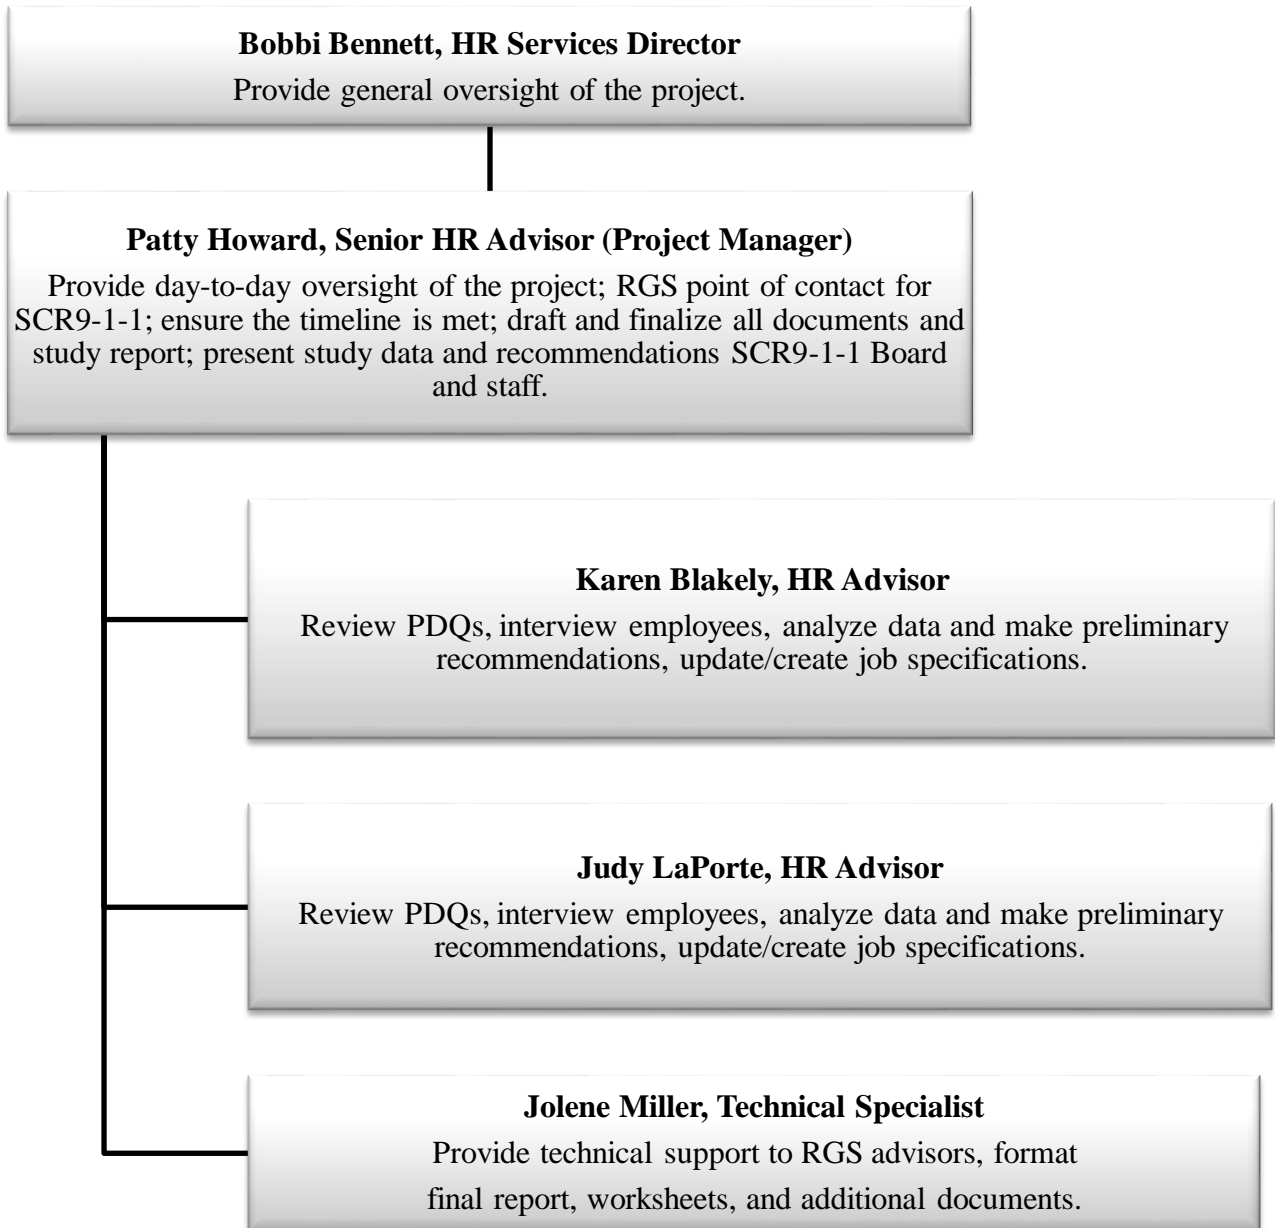 Bobbi Bennett, HR Services Director
Provide general oversight of the project.
Patty Howard, Senior HR Advisor (Project Manager)
Provide day-to-day oversight of the project; RGS point of contact for
SCR9-1-1; ensure the timeline is met; draft and finalize all documents and
study report; present study data and recommendations SCR9-1-1 Board
and staff.
Karen Blakely, HR Advisor
Review PDQs, interview employees, analyze data and make preliminary
recommendations, update/create job specifications.
Judy LaPorte, HR Advisor
Review PDQs, interview employees, analyze data and make preliminary
recommendations, update/create job specifications.
Jolene Miller, Technical Specialist
Provide technical support to RGS advisors, format
final report, worksheets, and additional documents.